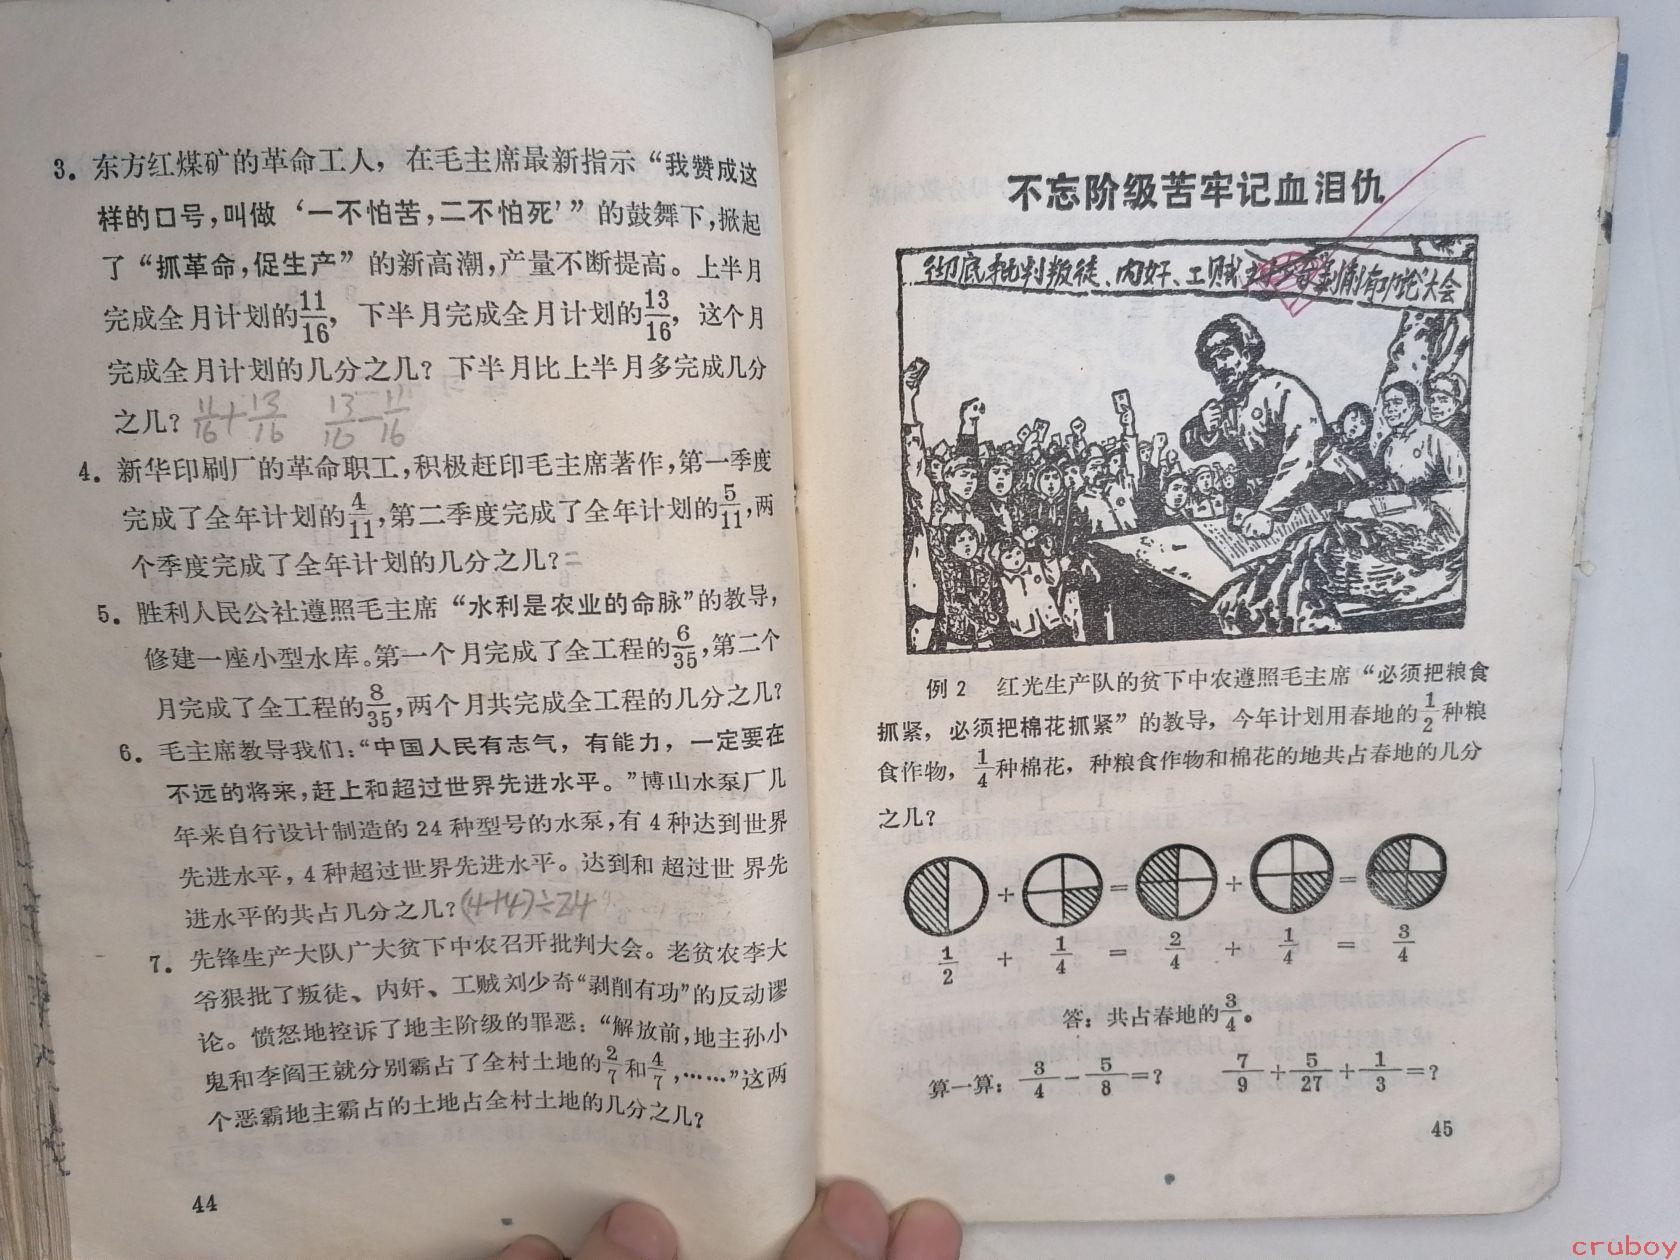 3. 东方红煤矿的革命工人，在毛主席最新指示“我赞成这
样的口号，叫做‘一不怕苦，二不怕死’”的鼓舞下，掀起
了“抓革命，促生产”的新高潮，产量不断提高。上半月
完成全月计划的11/16，下半月完成全月计划的13/16，这个月
完成全月计划的几分之几？下半月比上半月多完成几分
之几？ 11/16+13/16 13/16-11/16
4. 新华印刷厂的革命职工，积极赶印毛主席著作，第一季度
完成了全年计划的4/11，第二季度完成了全年计划的5/11，两
个季度完成了全年计划的几分之几？
5. 胜利人民公社遵照毛主席“水利是农业的命脉”的教导，
修建一座小型水库。第一个月完成了全工程的6/35，第二个
月完成了全工程的8/35，两个月共完成全工程的几分之几？
6. 毛主席教导我们：“中国人民有志气，有能力，一定要在
不远的将来，赶上和超过世界先进水平。”博山水泵厂几
年来自行设计制造的24种型号的水泵，有4种达到世界
先进水平，4种超过世界先进水平。达到和超过世界先
进水平的共占几分之几？(4+4)÷24
7. 先锋生产大队广大贫下中农召开批判大会。老贫农李大
爷狠批了叛徒、内奸、工贼刘少奇“剥削有功”的反动谬
论。愤怒地控诉了地主阶级的罪恶：“解放前，地主孙小
鬼和李阎王就分别霸占了全村土地的2/7和4/7，……”这两
个恶霸地主霸占的土地占全村土地的几分之几？
44
不忘阶级苦牢记血泪仇
彻底批判叛徒、内奸、工贼“剥削有功论”大会
例2 红光生产队的贫下中农遵照毛主席“必须把粮食
抓紧，必须把棉花抓紧”的教导，今年计划用春地的1/2种粮
食作物，1/4种棉花，种粮食作物和棉花的地共占春地的几分
之几？
+ = + =
1/2 + 1/4 = 2/4 + 1/4 = 3/4
答：共占春地的3/4。
算一算：3/4-5/8=? 7/9+5/27+1/3=?
45
cruboy